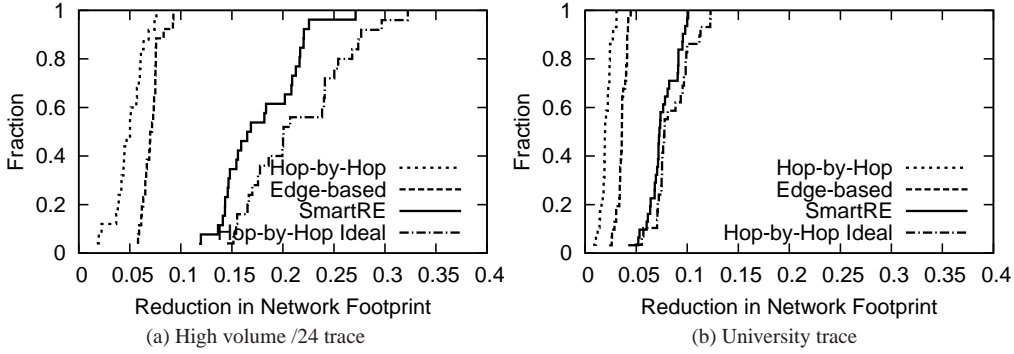 1
0.8
0.6
0.4
0.2
0
Fraction
Hop-by-Hop
Edge-based
SmartRE
Hop-by-Hop Ideal
0 0.05 0.1 0.15 0.2 0.25 0.3 0.35 0.4
Reduction in Network Footprint
(a) High volume /24 trace
1
0.8
0.6
0.4
0.2
0
Fraction
Hop-by-Hop
Edge-based
SmartRE
Hop-by-Hop Ideal
0 0.05 0.1 0.15 0.2 0.25 0.3 0.35 0.4
Reduction in Network Footprint
(b) University trace